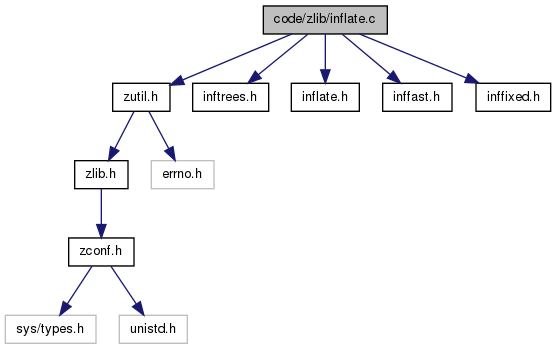 code/zlib/inflate.c
zutil.h
inftrees.h
inflate.h
inffast.h
inffixed.h
zlib.h
errno.h
zconf.h
sys/types.h
unistd.h